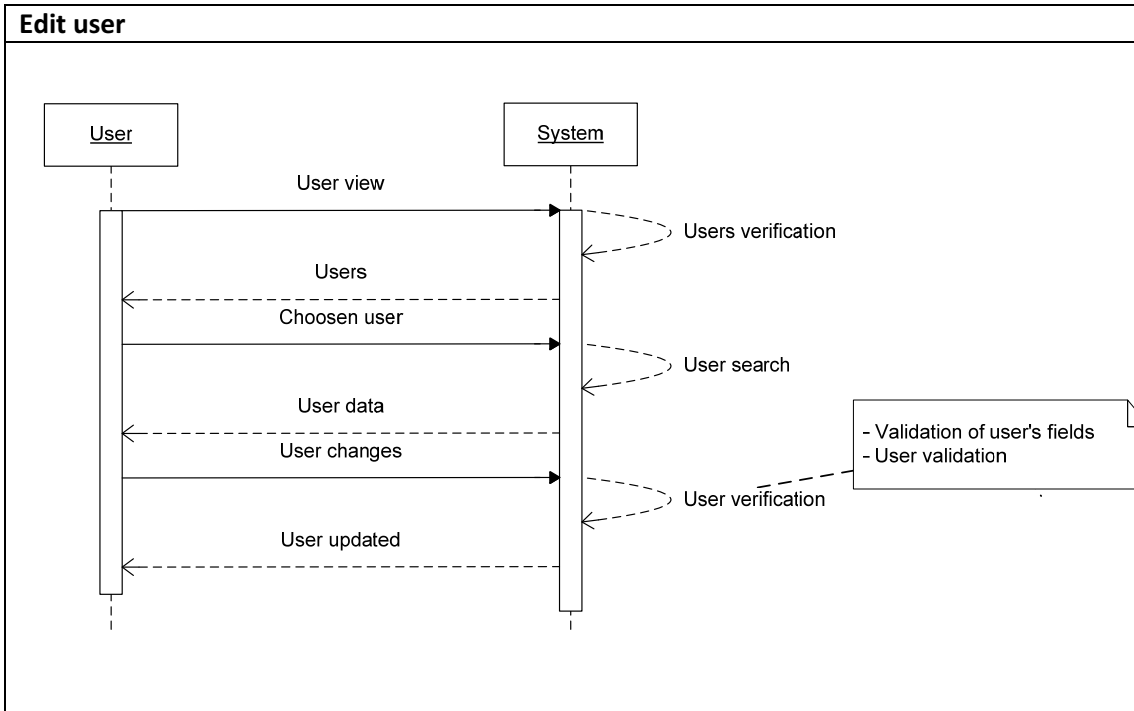 Edit user
User
System
User view
Users verification
Users
Choosen user
User search
User data
- Validation of user's fields
- User validation
User changes
User verification
User updated